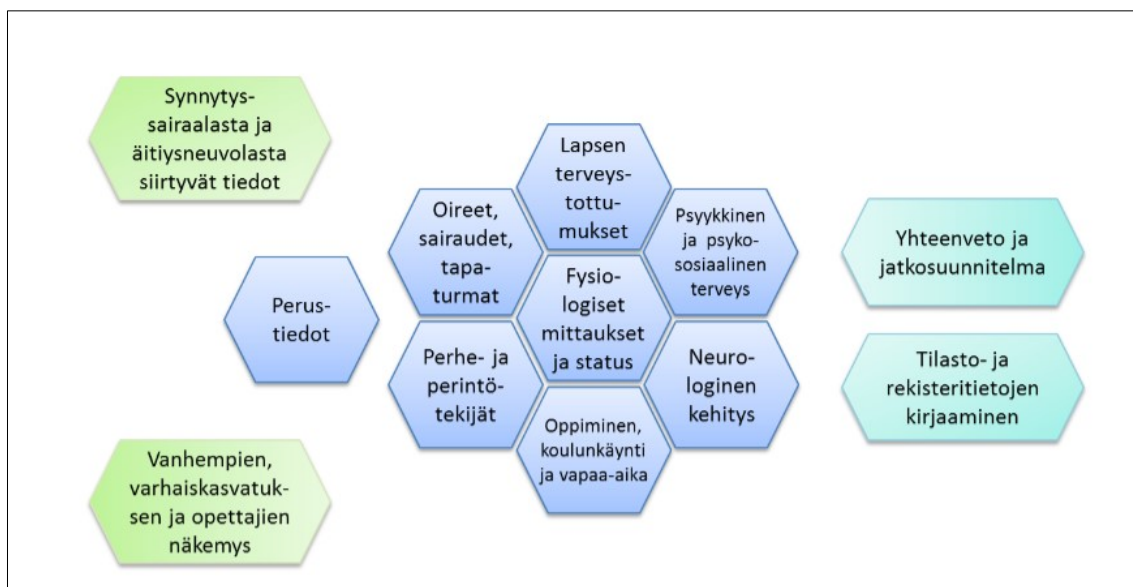 Synnytys-
sairaalasta ja
äitiysneuvolasta
siirtyvät tiedot
Perus-
tiedot
Vanhempien,
varhaiskasvatuk-
sen ja opettajien
näkemys
Oireet,
sairaudet,
tapa-
turmat
Perhe- ja
perintö-
tekijät
Lapsen
terveys-
tottu-
mukset
Fysio-
logiset
mittaukset
ja status
Oppiminen,
koulunkäynti
ja vapaa-aika
Psyykkinen
ja psyko-
sosiaalinen
terveys
Neuro-
loginen
kehitys
Yhteenveto ja
jatkosuunnitelma
Tilasto- ja
rekisteritietojen
kirjaaminen